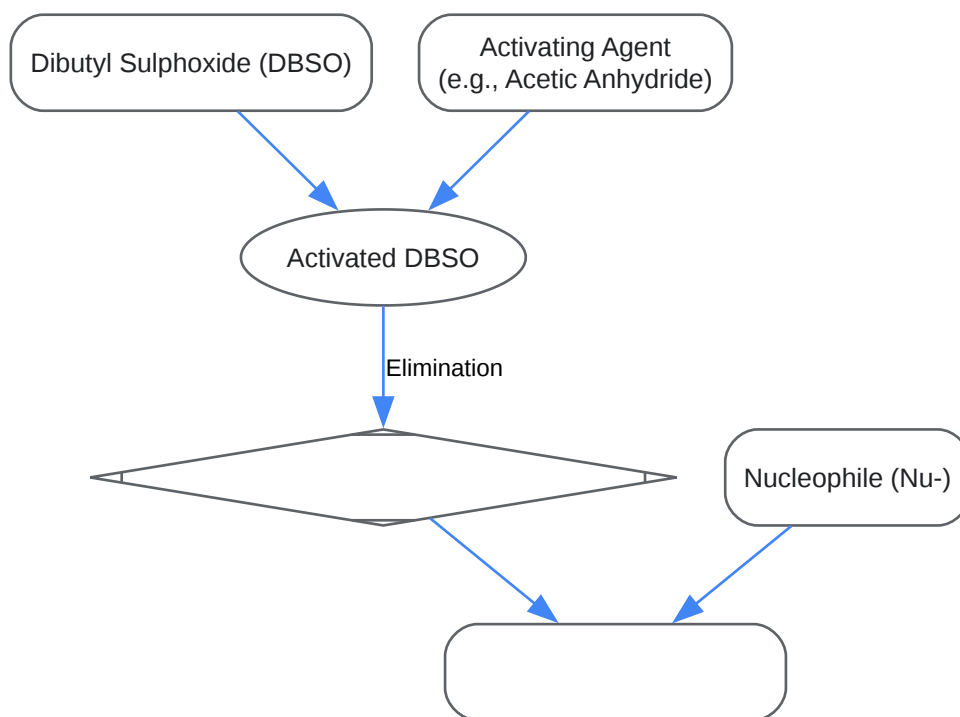 Dibutyl Sulphoxide (DBSO)
Activating Agent
(e.g., Acetic Anhydride)
Activated DBSO
Elimination
Nucleophile (Nu-)